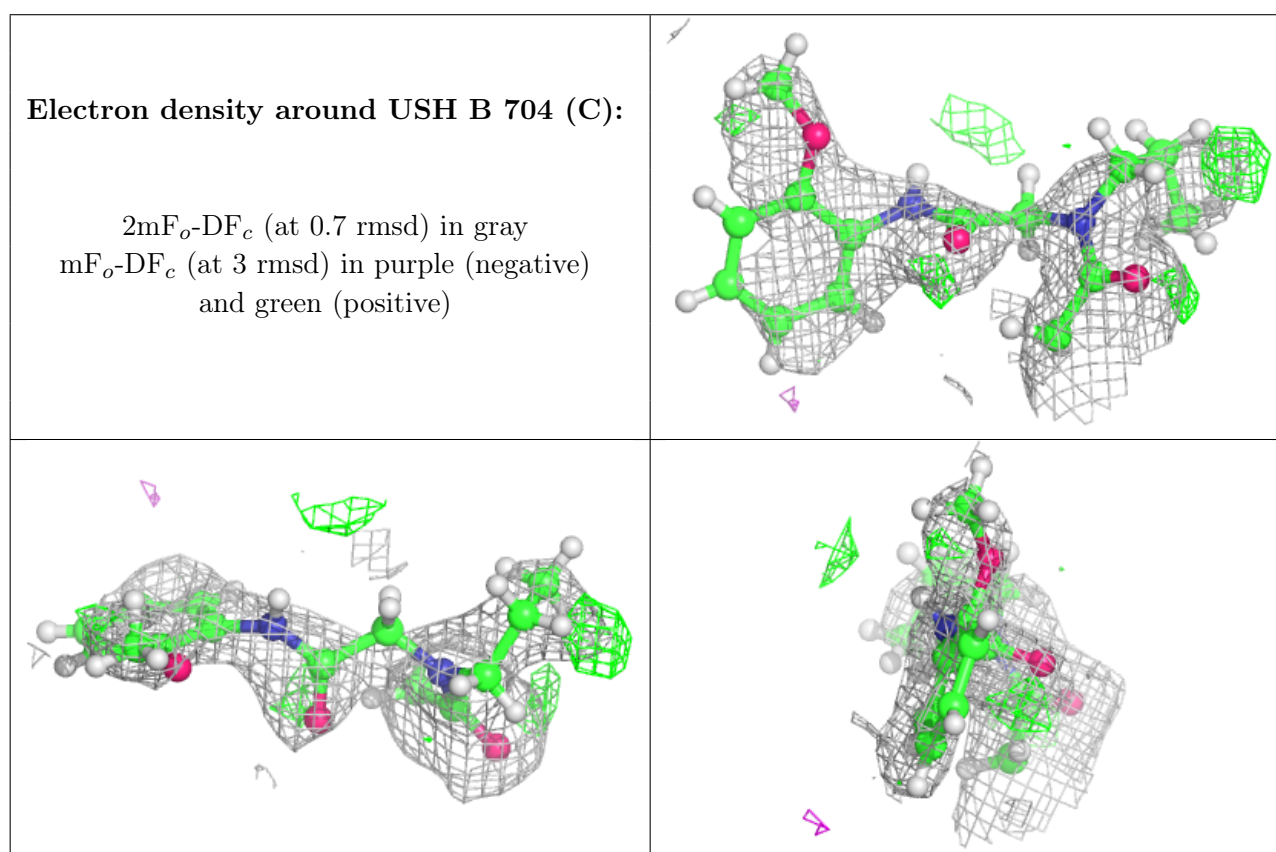 Electron density around USH B 704 (C):
2mFo-DFc (at 0.7 rmsd) in gray
mFo-DFc (at 3 rmsd) in purple (negative)
and green (positive)